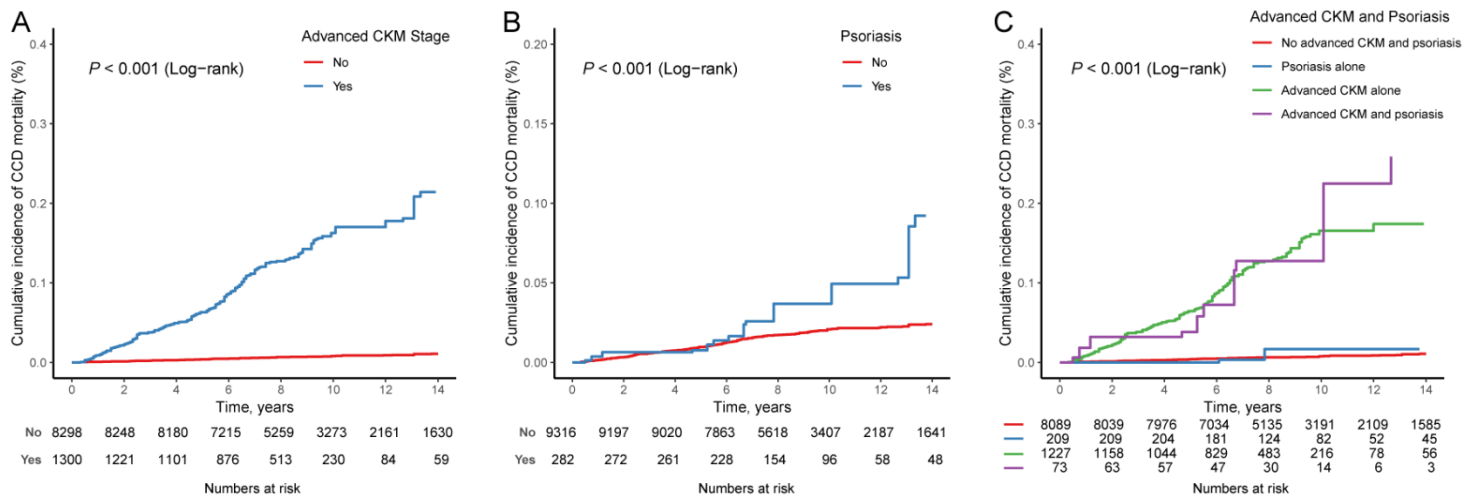 A
Advanced CKM Stage
No
Yes
P < 0.001 (Log−rank)
Cumulative incidence of CCD mortality (%)
0.4
0.3
0.2
0.1
0.0
0 2 4 6 8 10 12 14
Time, years
No 8298 8248 8180 7215 5259 3273 2161 1630
Yes 1300 1221 1101 876 513 230 84 59
Numbers at risk
B
Psoriasis
No
Yes
P < 0.001 (Log−rank)
Cumulative incidence of CCD mortality (%)
0.20
0.15
0.10
0.05
0.00
0 2 4 6 8 10 12 14
Time, years
No 9316 9197 9020 7863 5618 3407 2187 1641
Yes 282 272 261 228 154 96 58 48
Numbers at risk
C
Advanced CKM and Psoriasis
No advanced CKM and psoriasis
Psoriasis alone
Advanced CKM alone
Advanced CKM and psoriasis
P < 0.001 (Log−rank)
Cumulative incidence of CCD mortality (%)
0.4
0.3
0.2
0.1
0.0
0 2 4 6 8 10 12 14
Time, years
8089 8039 7976 7034 5135 3191 2109 1585
209 209 204 181 124 82 52 45
1227 1158 1044 829 483 216 78 56
73 63 57 47 30 14 6 3
Numbers at risk